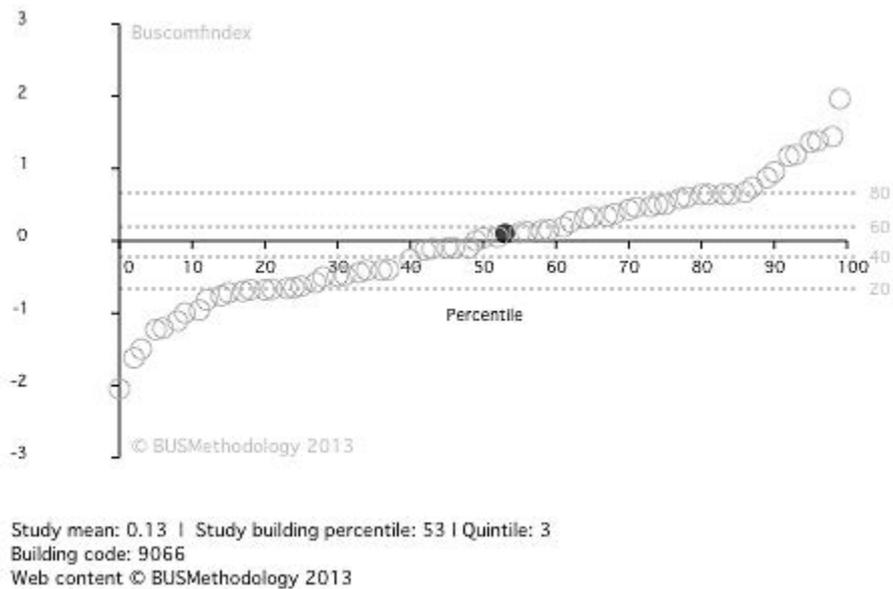 3
Buscomfindex
2
1
80
60
0
0 10 20 30 40 50 60 70 80 90 100
40
20
-1
Percentile
-2
© BUSMethodology 2013
-3
Study mean: 0.13 | Study building percentile: 53 | Quintile: 3
Building code: 9066
Web content © BUSMethodology 2013